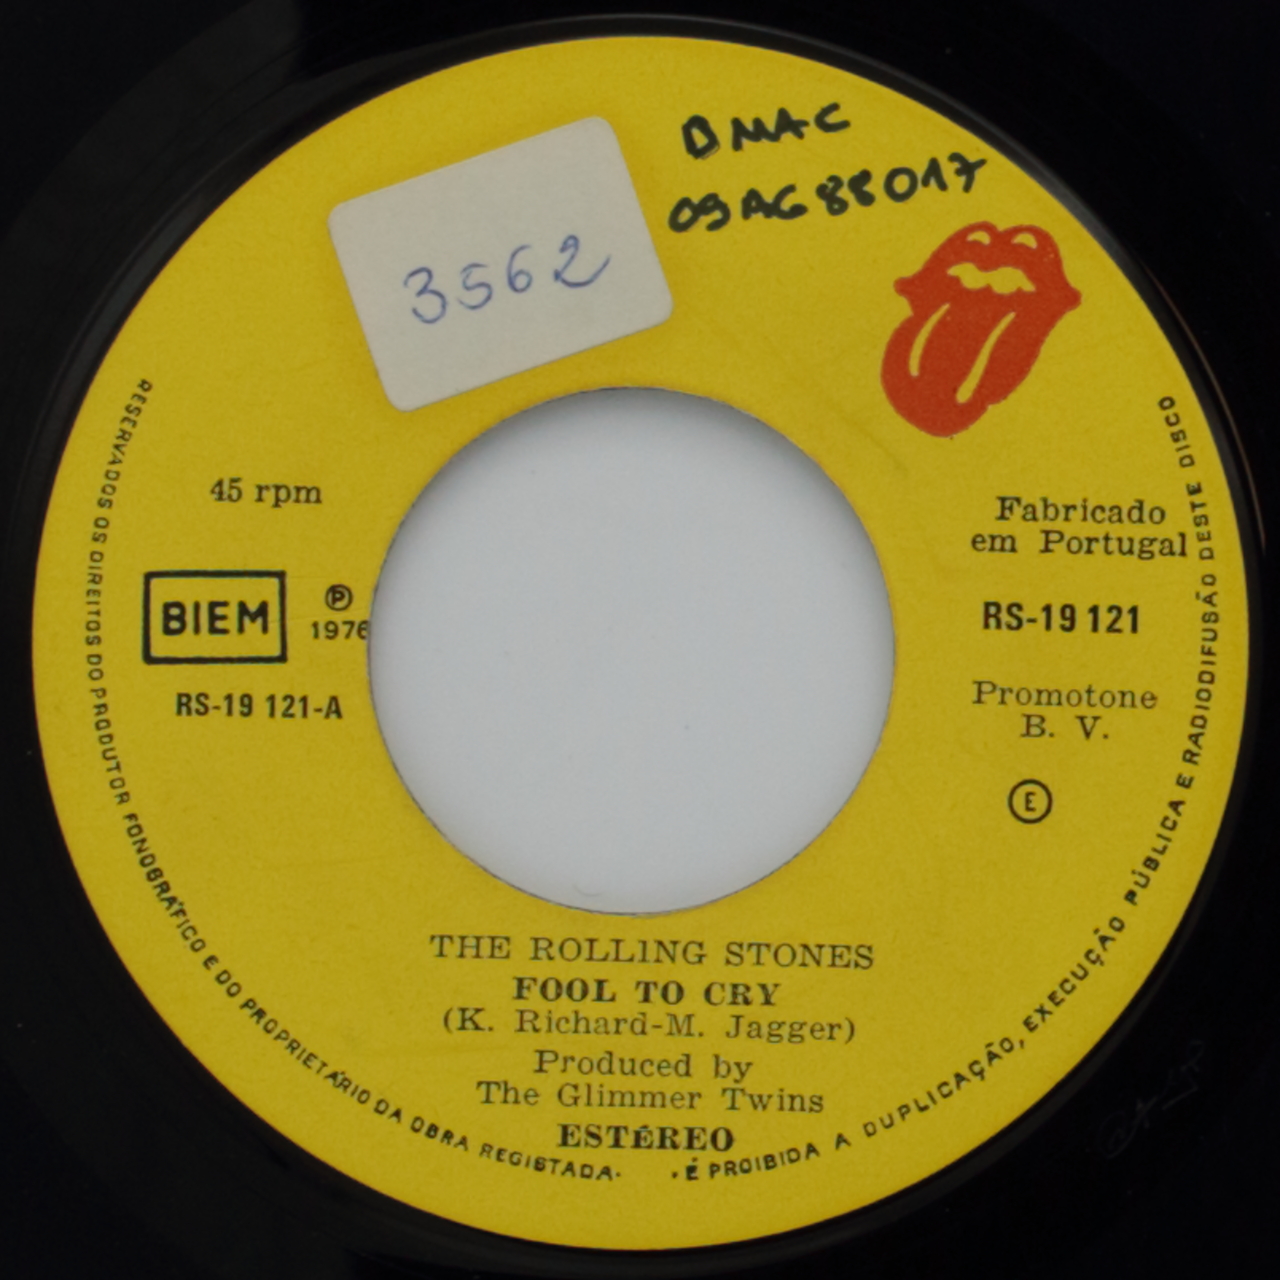 B MAC
09AG88017
3562
45 rpm
BIEM
℗
1976
RS-19 121-A
Fabricado
em Portugal
RS-19 121
Promotone
B. V.
E
THE ROLLING STONES
FOOL TO CRY
(K. Richard-M. Jagger)
Produced by
The Glimmer Twins
ESTÉREO
RESERVADOS OS DIREITOS DO PRODUTOR FONOGRÁFICO E DO PROPRIETÁRIO DA OBRA REGISTADA.
. É PROIBIDA A DUPLICAÇÃO, EXECUÇÃO PÚBLICA E RADIODIFUSÃO DESTE DISCO